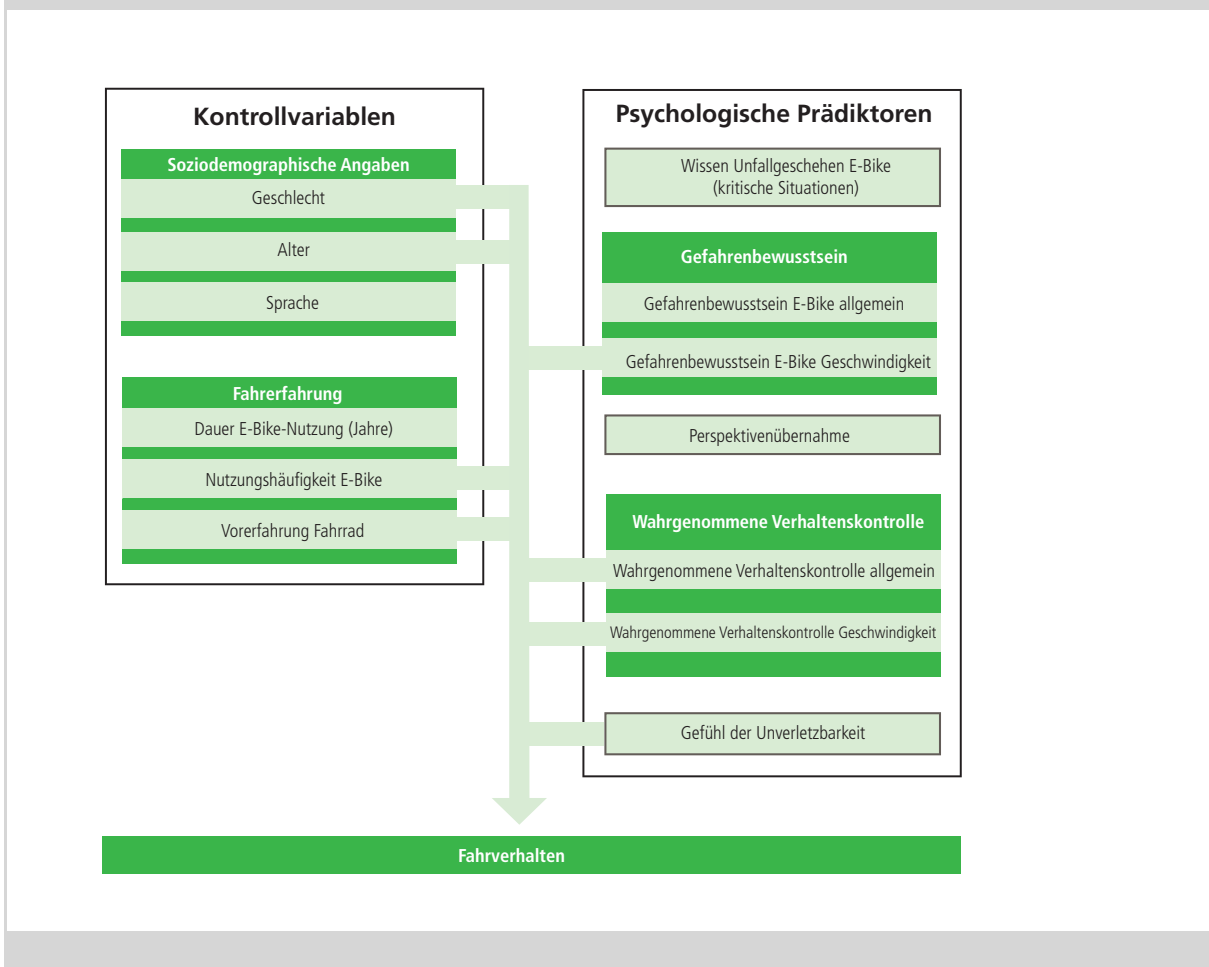 Kontrollvariablen
Soziodemographische Angaben
Geschlecht
Alter
Sprache
Fahrerfahrung
Dauer E-Bike-Nutzung (Jahre)
Nutzungshäufigkeit E-Bike
Vorerfahrung Fahrrad
Psychologische Prädiktoren
Wissen Unfallgeschehen E-Bike
(kritische Situationen)
Gefahrenbewusstsein
Gefahrenbewusstsein E-Bike allgemein
Gefahrenbewusstsein E-Bike Geschwindigkeit
Perspektivenübernahme
Wahrgenommene Verhaltenskontrolle
Wahrgenommene Verhaltenskontrolle allgemein
Wahrgenommene Verhaltenskontrolle Geschwindigkeit
Gefühl der Unverletzbarkeit
Fahrverhalten